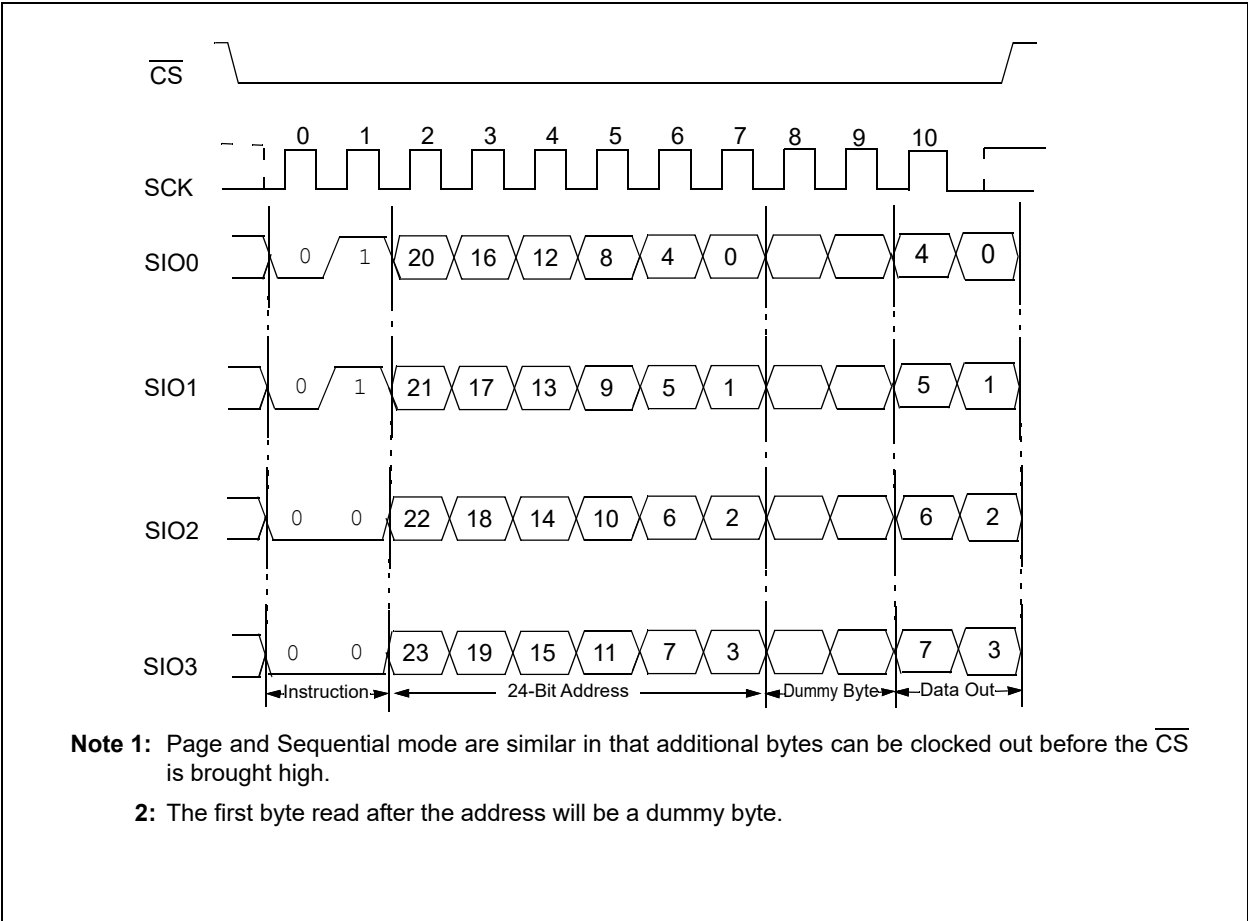 CS
0 1 2 3 4 5 6 7 8 9 10
SCK
SIO0 0 1 20 16 12 8 4 0 4 0
SIO1 0 1 21 17 13 9 5 1 5 1
SIO2 0 0 22 18 14 10 6 2 6 2
SIO3 0 0 23 19 15 11 7 3 7 3
Instruction 24-Bit Address Dummy Byte Data Out
Note 1: Page and Sequential mode are similar in that additional bytes can be clocked out before the CS
is brought high.
2: The first byte read after the address will be a dummy byte.